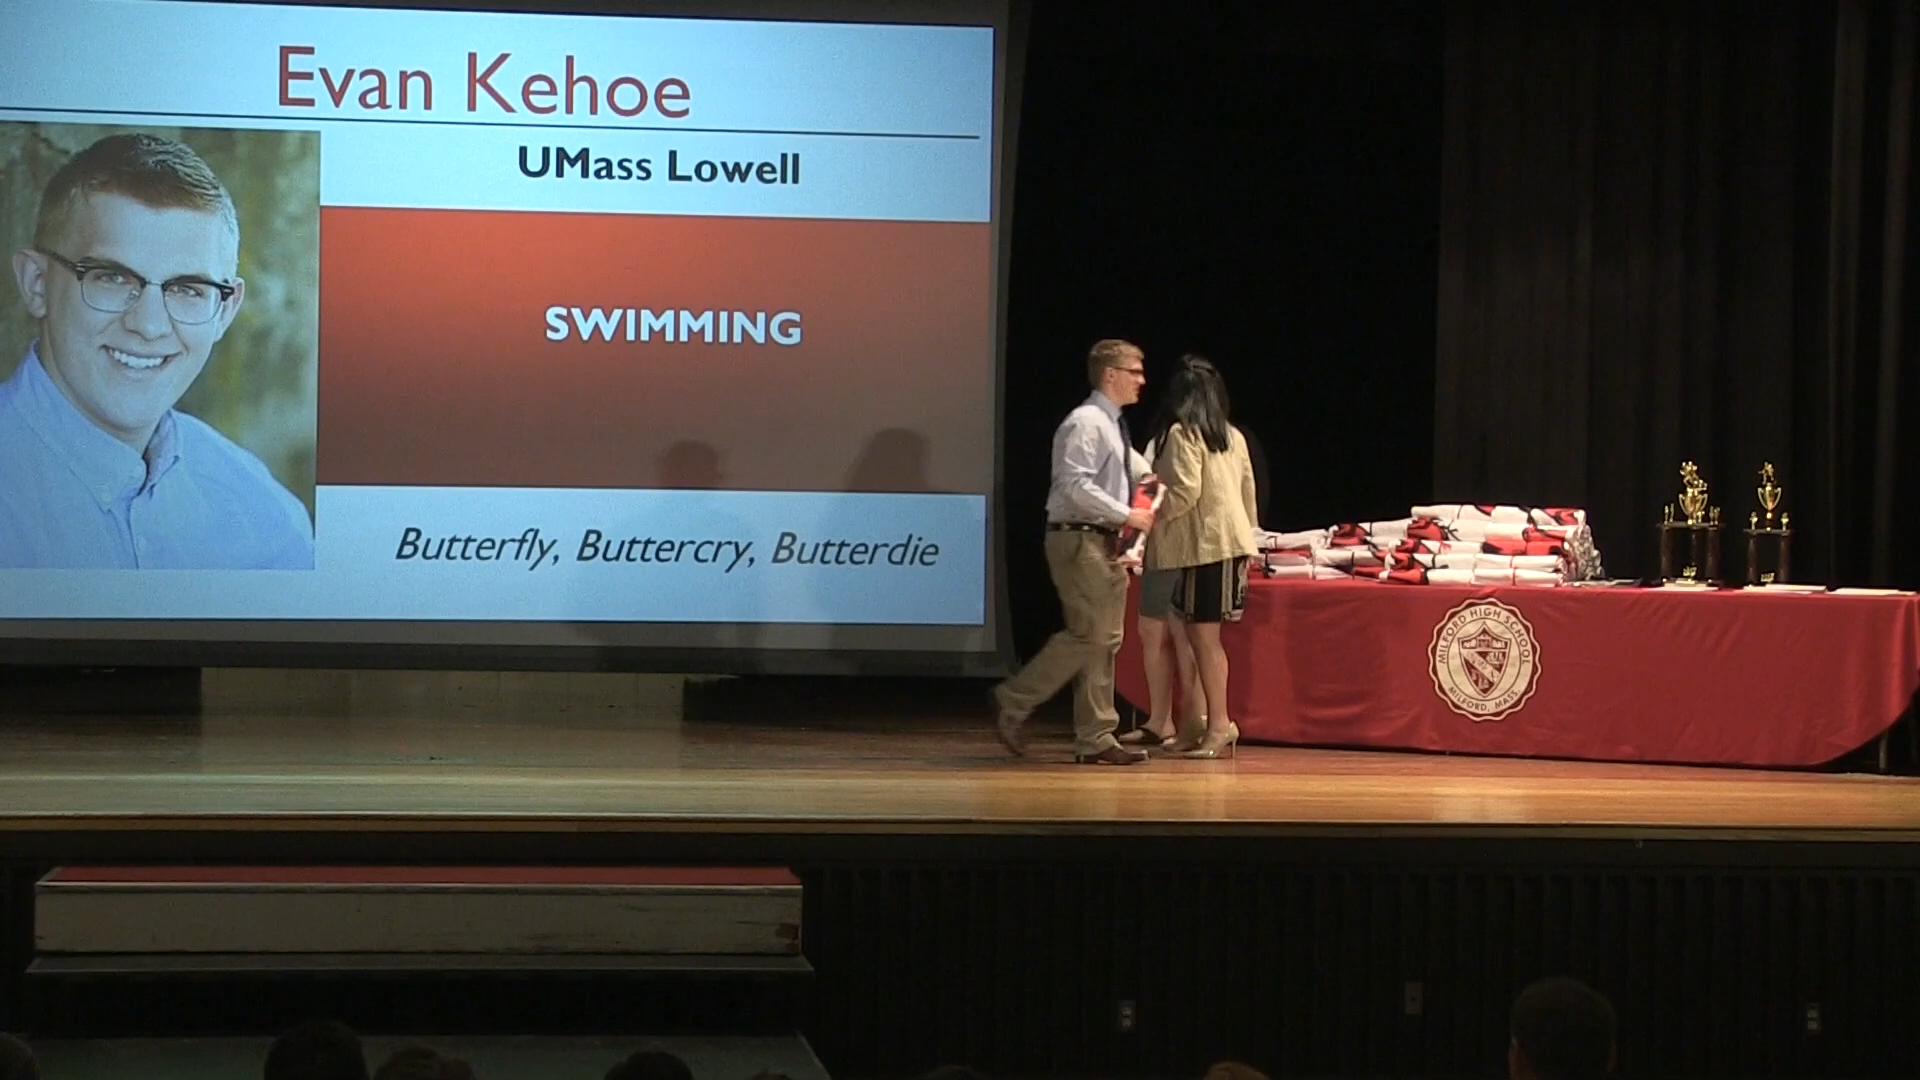 Evan Kehoe
UMass Lowell
SWIMMING
Butterfly, Buttercry, Butterdie
MILFORD HIGH SCHOOL
MILFORD, MASS.